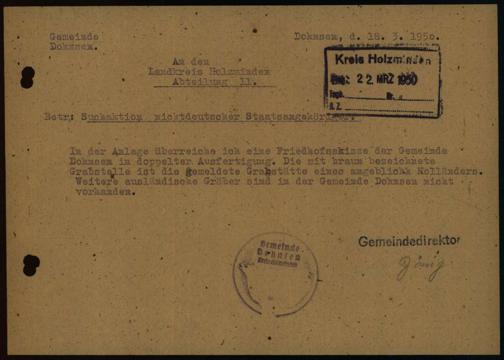 Gemeinde
Dohnsen.
Dohnsen, d. 18. 3. 1950.
An den
Landkreis Holzminden
Abteilung 11.
Kreis Holzminden
Eing: 22. MRZ. 1950
Nr.
A. Z.
Betr: Suchaktion nichtdeutscher Staatsangehöriger.
In der Anlage überreiche ich eine Friedhofsskizze der Gemeinde
Dohnsen in doppelter Ausfertigung. Die mit braun bezeichnete
Grabstelle ist die gemeldete Grabstätte eines angeblich Holländers.
Weitere ausländische Gräber sind in der Gemeinde Dohnsen nicht
vorhanden.
Gemeinde
Dohnsen
Gemeindedirektor